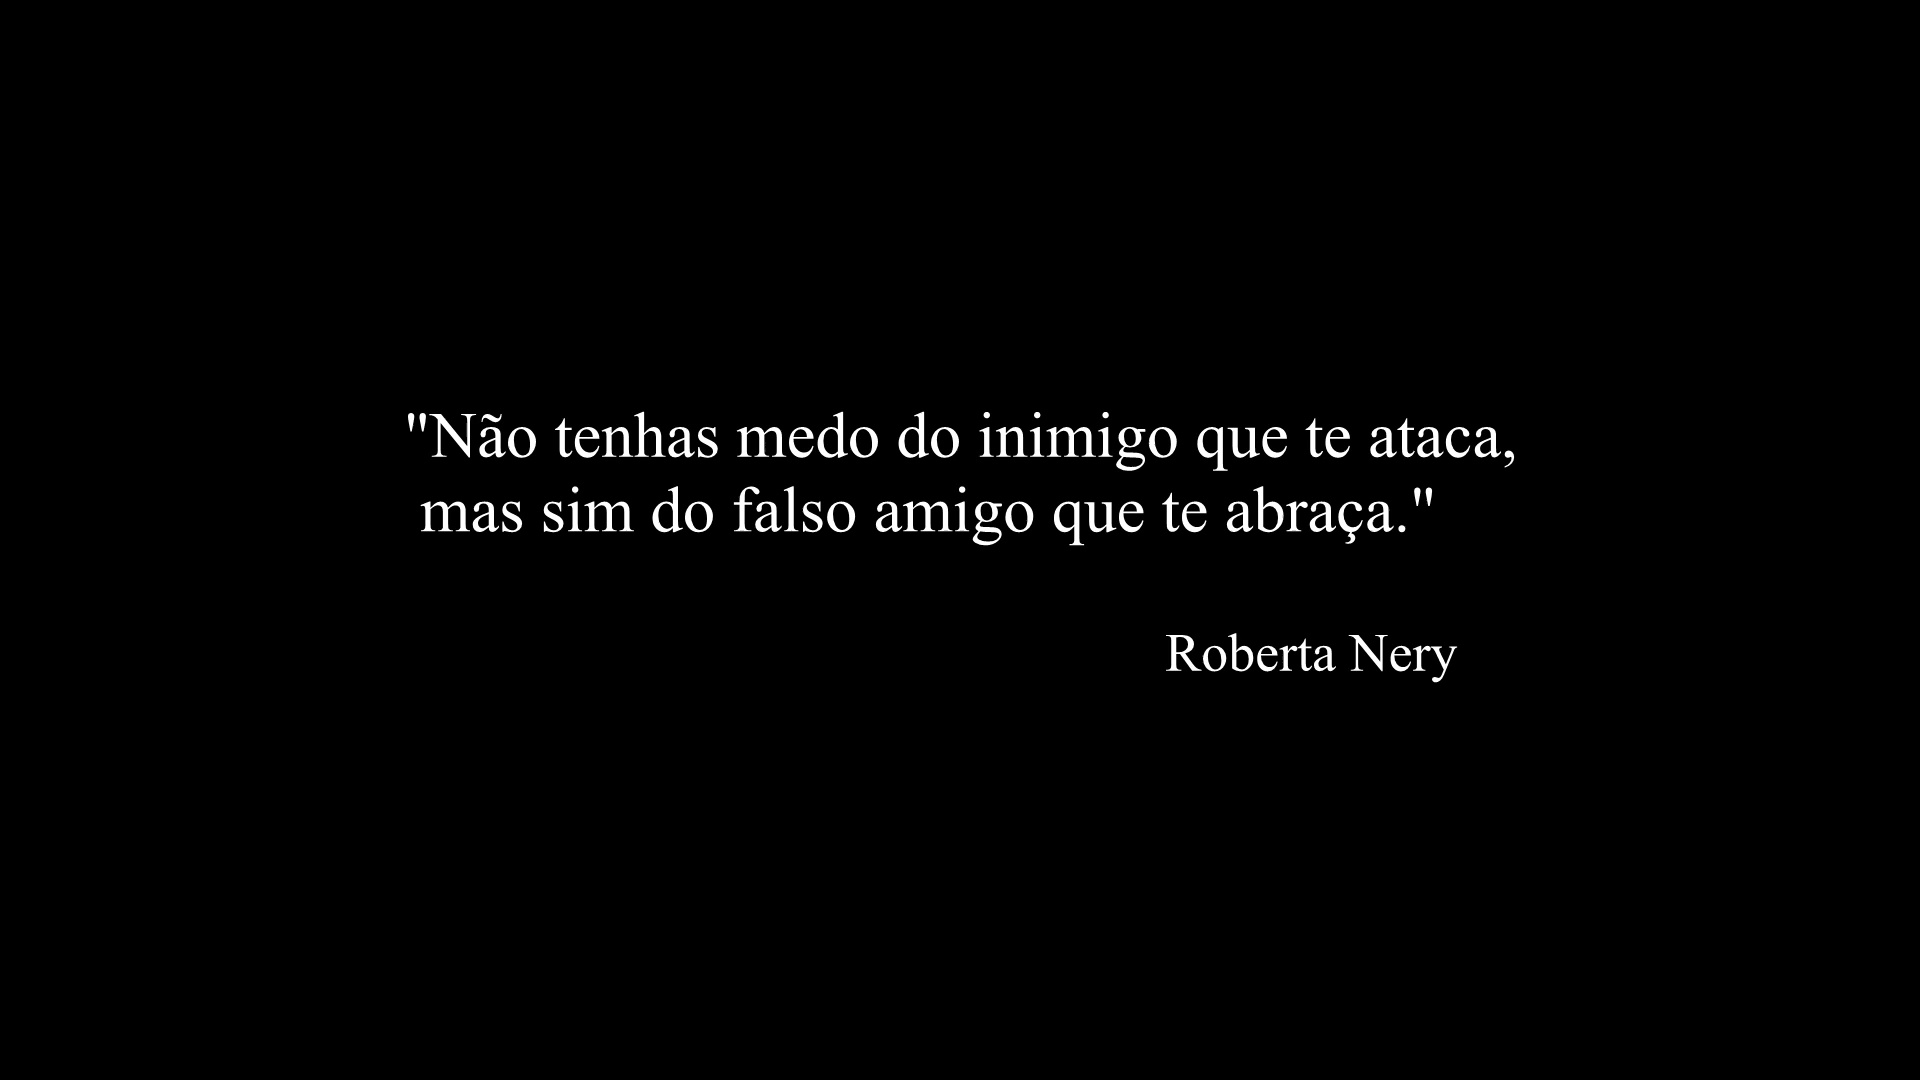 "Não tenhas medo do inimigo que te ataca,
mas sim do falso amigo que te abraça."
Roberta Nery